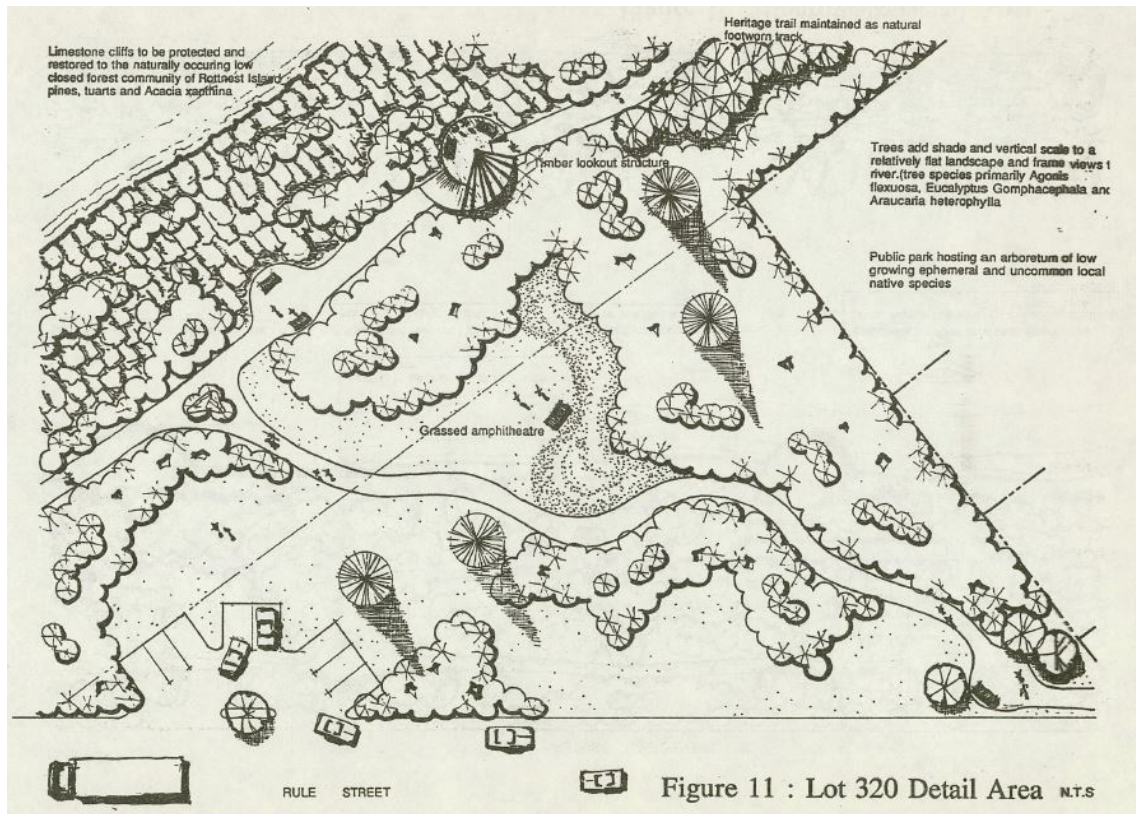 Heritage trail maintained as natural
footworn track
Limestone cliffs to be protected and
restored to the naturally occuring low
closed forest community of Rottnest Island
pines, tuarts and Acacia xanthina
Timber lookout structure
Trees add shade and vertical scale to a
relatively flat landscape and frame views t
river.(tree species primarily Agonis
flexuosa, Eucalyptus Gomphacephala and
Araucaria heterophylla
Public park hosting an arboretum of low
growing ephemeral and uncommon local
native species
Grassed amphitheatre
RULE STREET
Figure 11 : Lot 320 Detail Area N.T.S